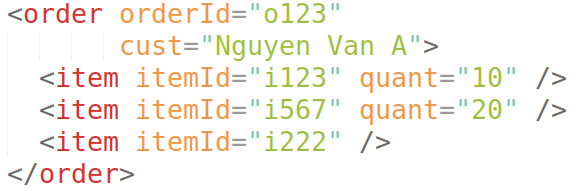 <order orderId="o123"
cust="Nguyen Van A">
<item itemId="i123" quant="10" />
<item itemId="i567" quant="20" />
<item itemId="i222" />
</order>